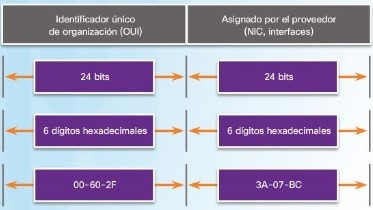 Identificador único
de organización (OUI)
Asignado por el proveedor
(NIC, interfaces)
24 bits
24 bits
6 dígitos hexadecimales
6 dígitos hexadecimales
00-60-2F
3A-07-BC